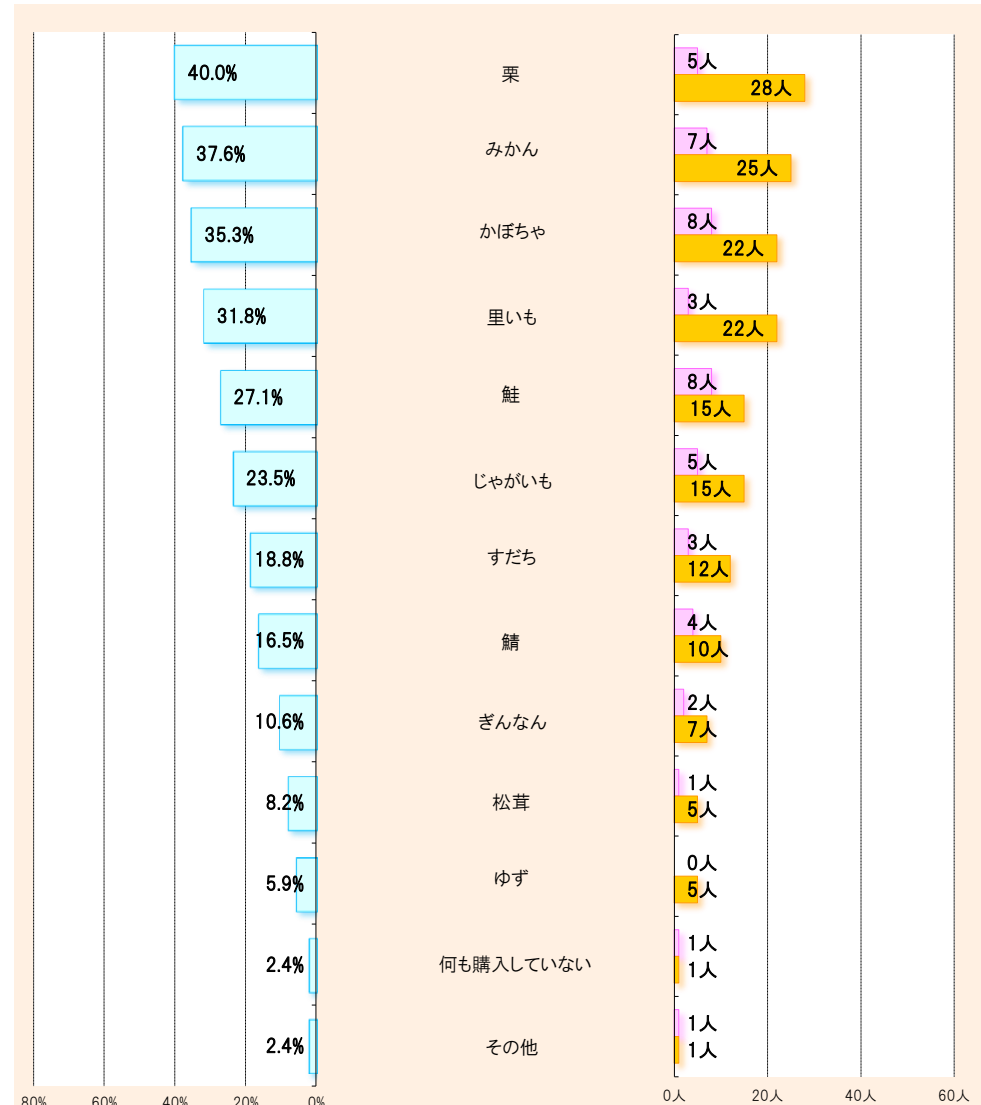 40.0% 栗 5人
28人
37.6% みかん 7人
25人
35.3% かぼちゃ 8人
22人
31.8% 里いも 3人
22人
27.1% 鮭 8人
15人
23.5% じゃがいも 5人
15人
18.8% すだち 3人
12人
16.5% 鯖 4人
10人
10.6% ぎんなん 2人
7人
8.2% 松茸 1人
5人
5.9% ゆず 0人
5人
2.4% 何も購入していない 1人
1人
2.4% その他 1人
1人
80% 60% 40% 20% 0% 0人 20人 40人 60人